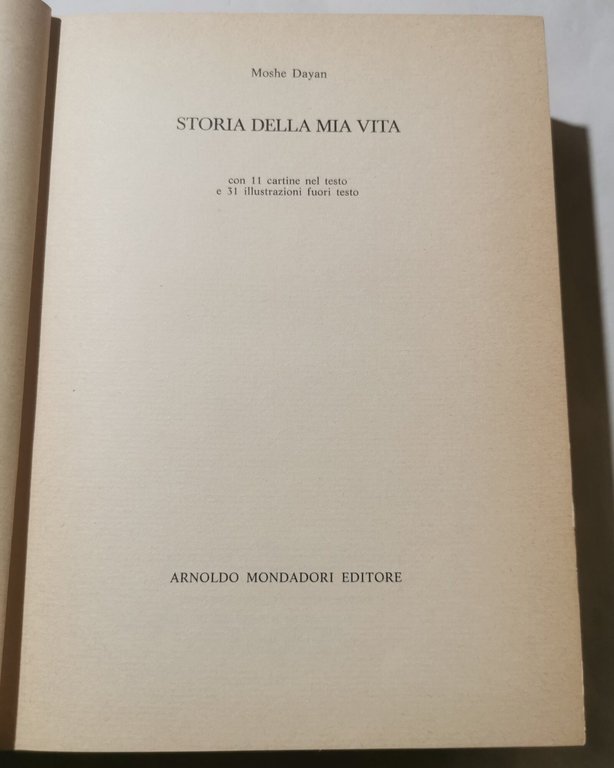 Moshe Dayan
STORIA DELLA MIA VITA
con 11 cartine nel testo
e 31 illustrazioni fuori testo
ARNOLDO MONDADORI EDITORE